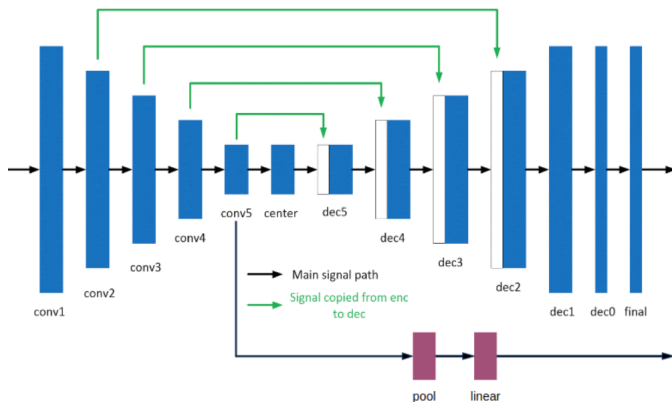 conv1
conv2
conv3
conv4
conv5
center
dec5
dec4
dec3
dec2
dec1
dec0
final
Main signal path
Signal copied from enc
to dec
pool
linear